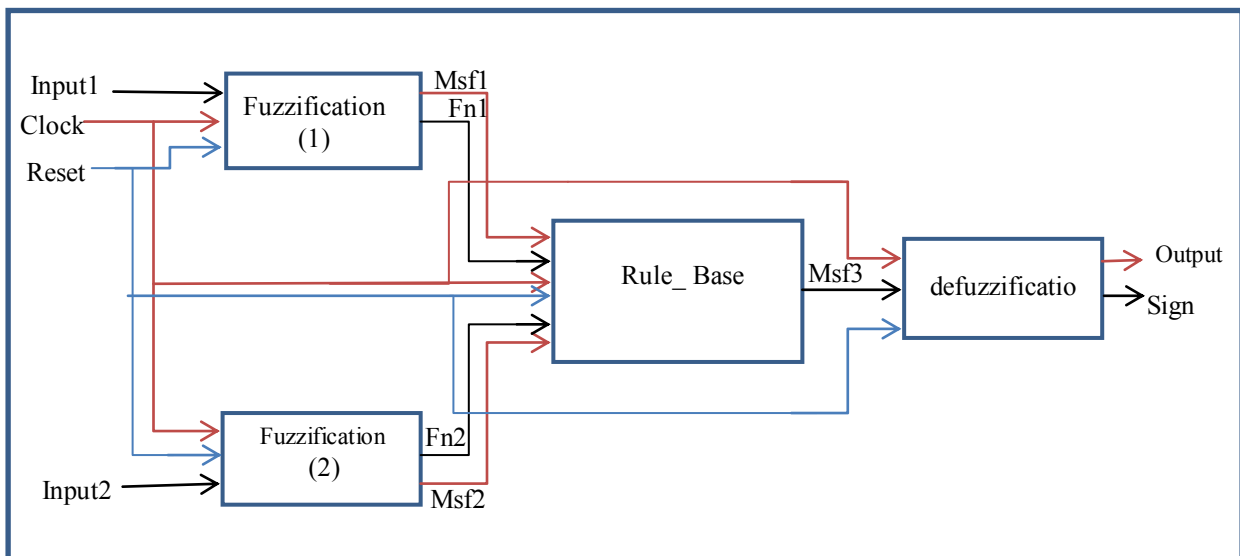 Input1
Clock
Reset
Fuzzification
(1)
Msf1
Fn1
Rule_ Base
Msf3
defuzzificatio
Output
Sign
Fuzzification
(2)
Fn2
Msf2
Input2